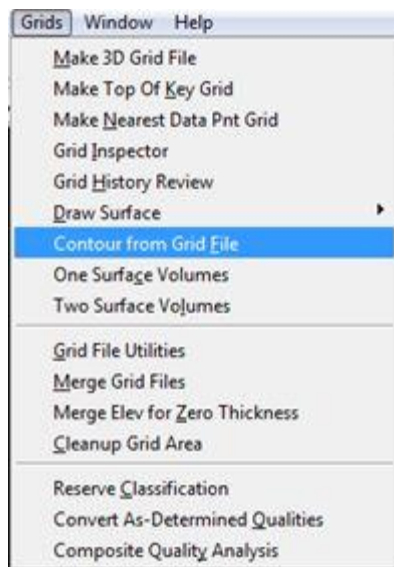 Grids Window Help
Make 3D Grid File
Make Top Of Key Grid
Make Nearest Data Pnt Grid
Grid Inspector
Grid History Review
Draw Surface
Contour from Grid File
One Surface Volumes
Two Surface Volumes
Grid File Utilities
Merge Grid Files
Merge Elev for Zero Thickness
Cleanup Grid Area
Reserve Classification
Convert As-Determined Qualities
Composite Quality Analysis